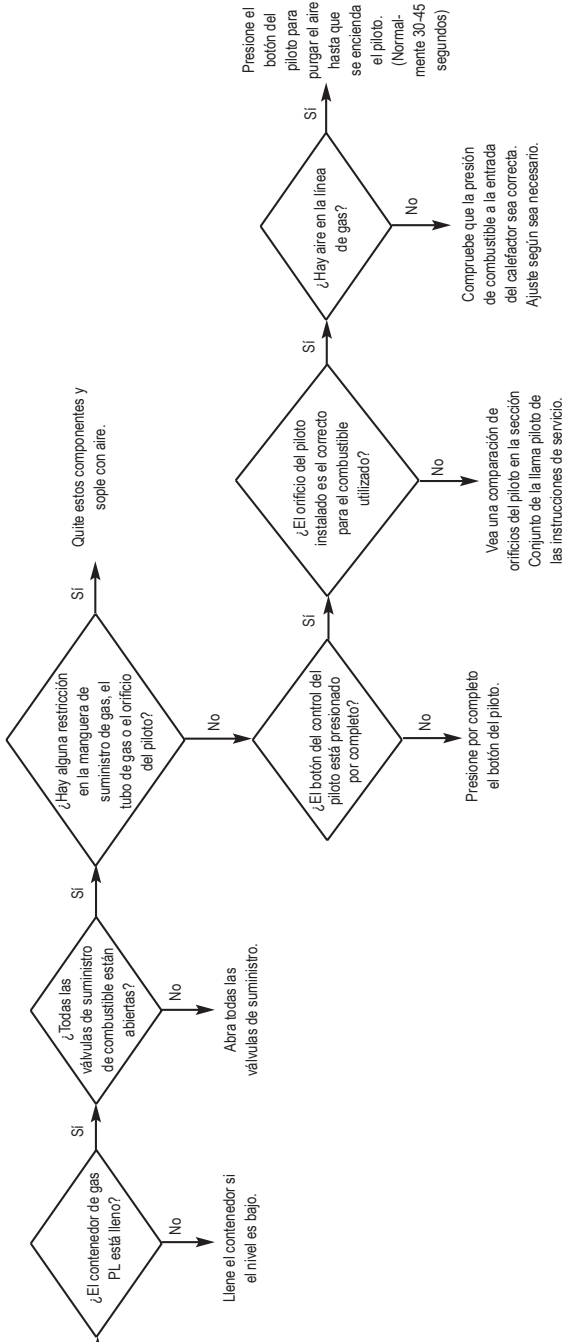 ¿El contenedor de gas
PL está lleno?
Sí
No
Llene el contenedor si
el nivel es bajo.
¿Todas las
válvulas de suministro
de combustible están
abiertas?
Sí
No
Abra todas las
válvulas de suministro.
¿Hay alguna restricción
en la manguera de
suministro de gas, el
tubo de gas o el orificio
del piloto?
Sí
Quite estos componentes y
sople con aire.
No
¿El botón del control del
piloto está presionado
por completo?
Sí
No
Presione por completo
el botón del piloto.
¿El orificio del piloto
instalado es el correcto
para el combustible
utilizado?
Sí
No
Vea una comparación de
orificios del piloto en la sección
Conjunto de la llama piloto de
las instrucciones de servicio.
¿Hay aire en la línea
de gas?
Sí
Presione el
botón del
piloto para
purgar el aire
hasta que
se encienda
el piloto.
(Normal-
mente 30-45
segundos)
No
Compruebe que la presión
de combustible a la entrada
del calefactor sea correcta.
Ajuste según sea necesario.